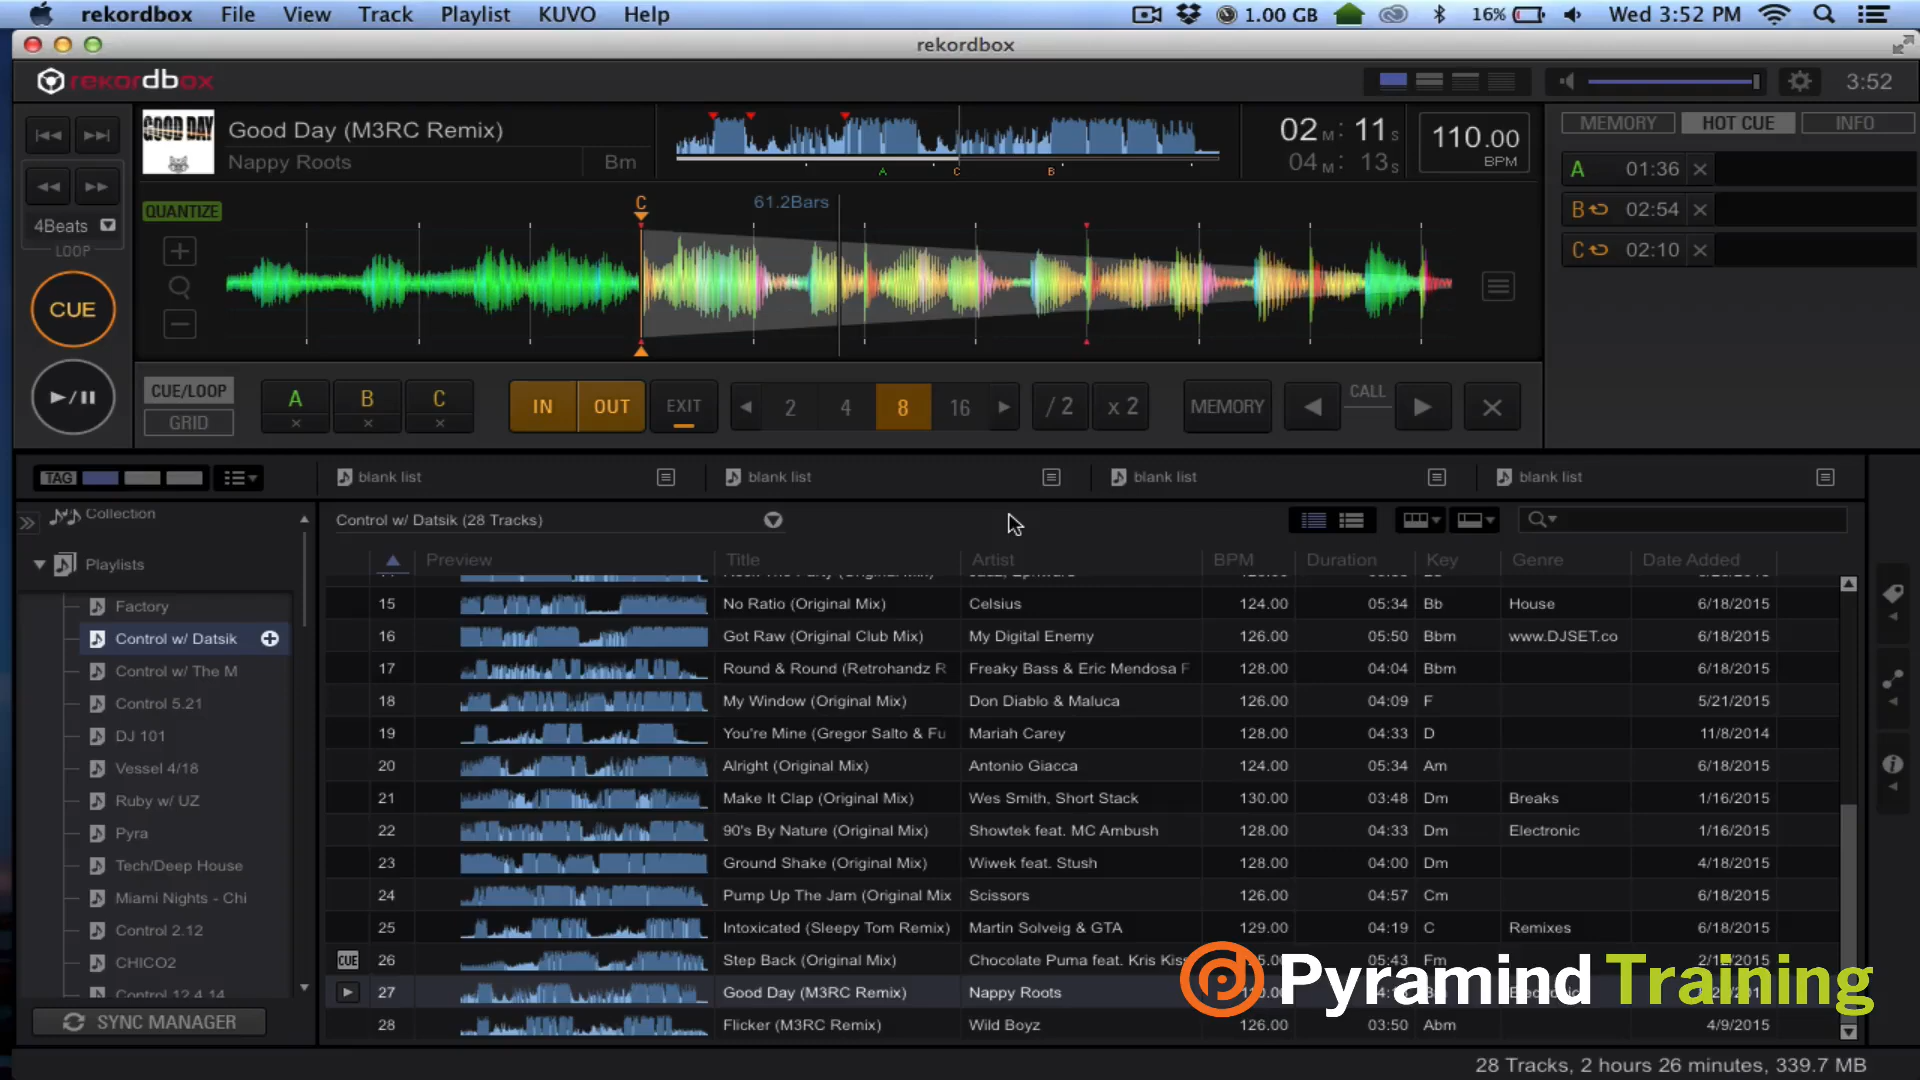 rekordbox File View Track Playlist KUVO Help 1.00 GB 16% Wed 3:52 PM
rekordbox
rekordbox 3:52
GOOD DAY Good Day (M3RC Remix) 02 M: 11 S 110.00 BPM MEMORY HOT CUE INFO
Nappy Roots Bm 04 M: 13 S
A C B
A 01:36
B 02:54
C 02:10
QUANTIZE C 61.2Bars
4Beats
LOOP
CUE
CUE/LOOP A B C IN OUT EXIT 2 4 8 16 / 2 x 2 MEMORY CALL
GRID
TAG blank list blank list blank list blank list
Collection
Playlists
Factory
Control w/ Datsik
Control w/ The M
Control 5.21
DJ 101
Vessel 4/18
Ruby w/ UZ
Pyra
Tech/Deep House
Miami Nights - Chi
Control 2.12
CHICO2
Control 12.4.14
SYNC MANAGER
Control w/ Datsik (28 Tracks)
Preview Title Artist BPM Duration Key Genre Date Added
15 No Ratio (Original Mix) Celsius 124.00 05:34 Bb House 6/18/2015
16 Got Raw (Original Club Mix) My Digital Enemy 126.00 05:50 Bbm www.DJSET.co 6/18/2015
17 Round & Round (Retrohandz R Freaky Bass & Eric Mendosa F 128.00 04:04 Bbm 6/18/2015
18 My Window (Original Mix) Don Diablo & Maluca 126.00 04:09 F 5/21/2015
19 You're Mine (Gregor Salto & Fu Mariah Carey 128.00 04:33 D 11/8/2014
20 Alright (Original Mix) Antonio Giacca 124.00 05:34 Am 6/18/2015
21 Make It Clap (Original Mix) Wes Smith, Short Stack 130.00 03:48 Dm Breaks 1/16/2015
22 90's By Nature (Original Mix) Showtek feat. MC Ambush 128.00 04:33 Dm Electronic 1/16/2015
23 Ground Shake (Original Mix) Wiwek feat. Stush 128.00 04:00 Dm 4/18/2015
24 Pump Up The Jam (Original Mix Scissors 126.00 04:57 Cm 6/18/2015
25 Intoxicated (Sleepy Tom Remix) Martin Solveig & GTA 129.00 04:19 C Remixes 6/18/2015
CUE 26 Step Back (Original Mix) Chocolate Puma feat. Kris Kiss 05:43 Fm
27 Good Day (M3RC Remix) Nappy Roots
28 Flicker (M3RC Remix) Wild Boyz 126.00 03:50 Abm 4/9/2015
Pyramind Training
28 Tracks, 2 hours 26 minutes, 339.7 MB